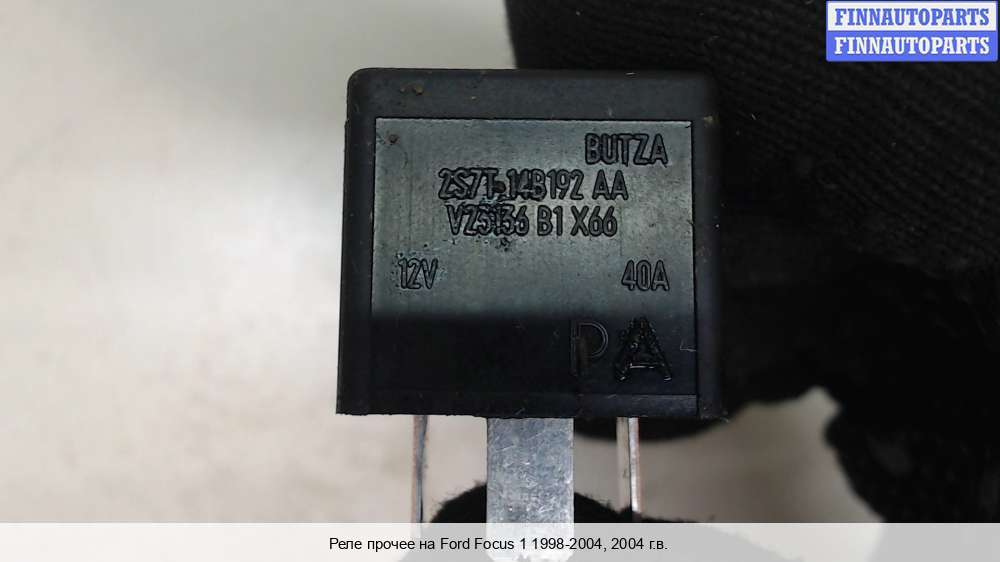 FINNAUTOPARTS
FINNAUTOPARTS
BUTZA
2S7T 14B192 AA
V23136 B1 X66
12V 40A
PA
Реле прочее на Ford Focus 1 1998-2004, 2004 г.в.